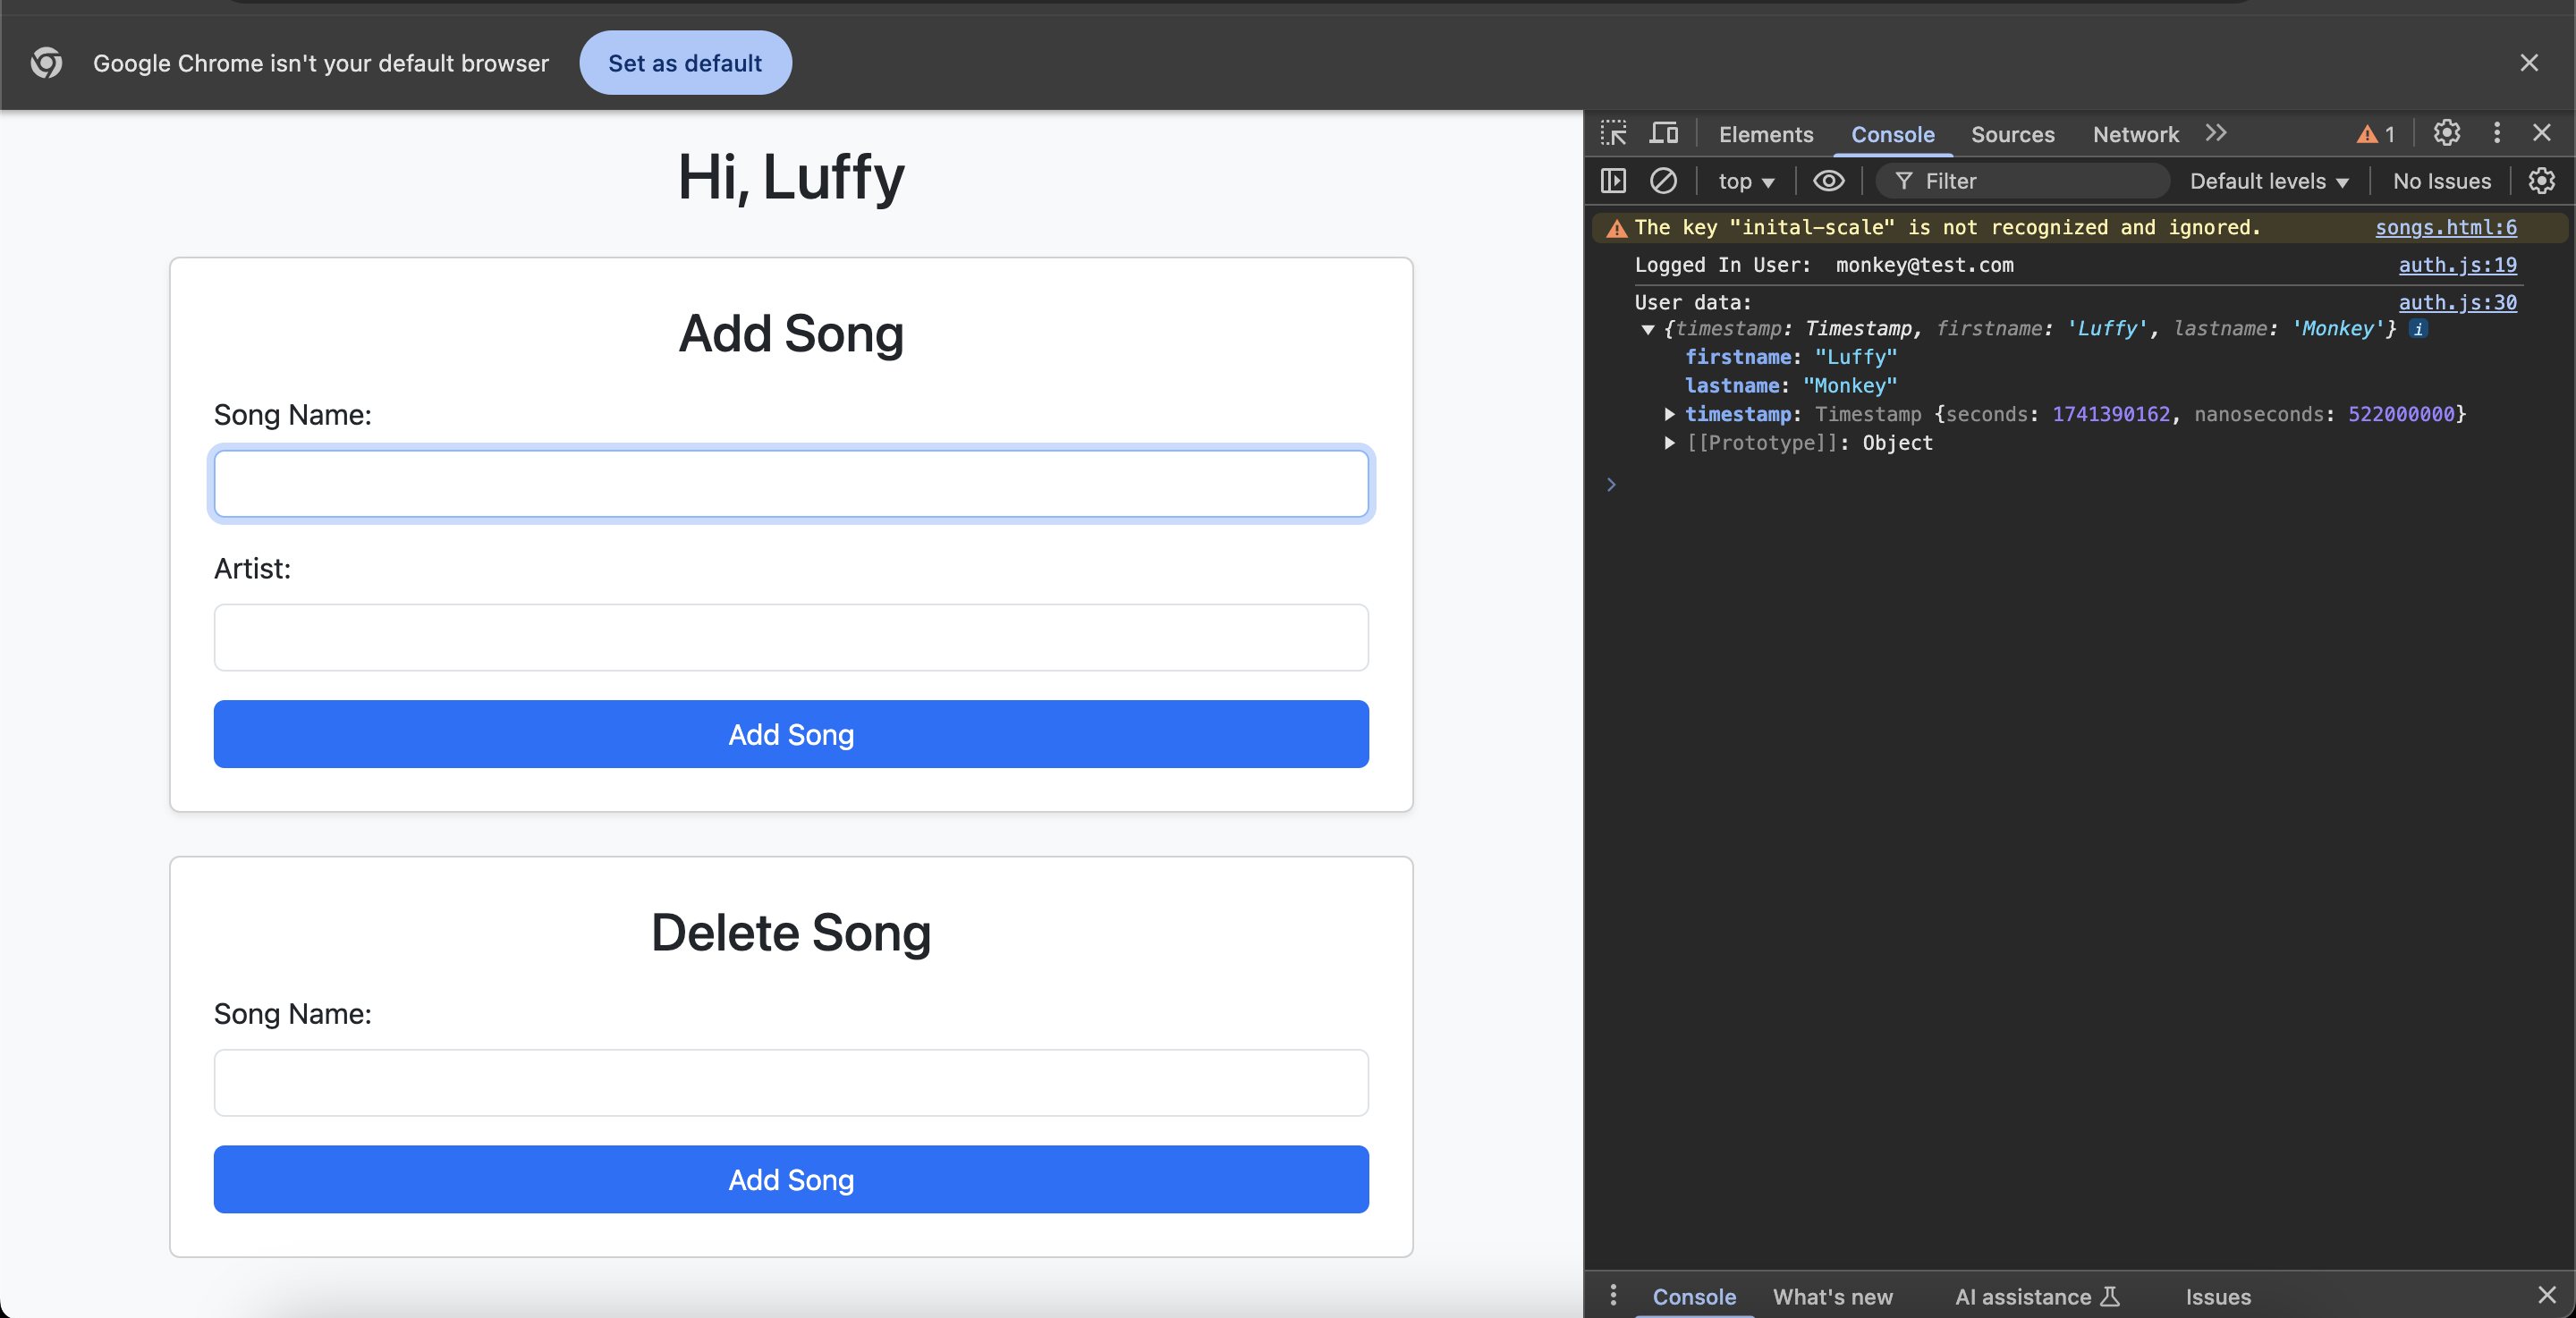 Google Chrome isn't your default browser Set as default
Hi, Luffy
Add Song
Song Name:
Artist:
Add Song
Delete Song
Song Name:
Add Song
Elements Console Sources Network 1
top Filter Default levels No Issues
The key "inital-scale" is not recognized and ignored. songs.html:6
Logged In User: monkey@test.com auth.js:19
User data: auth.js:30
{timestamp: Timestamp, firstname: 'Luffy', lastname: 'Monkey'} i
firstname: "Luffy"
lastname: "Monkey"
timestamp: Timestamp {seconds: 1741390162, nanoseconds: 522000000}
[[Prototype]]: Object
Console What's new AI assistance Issues